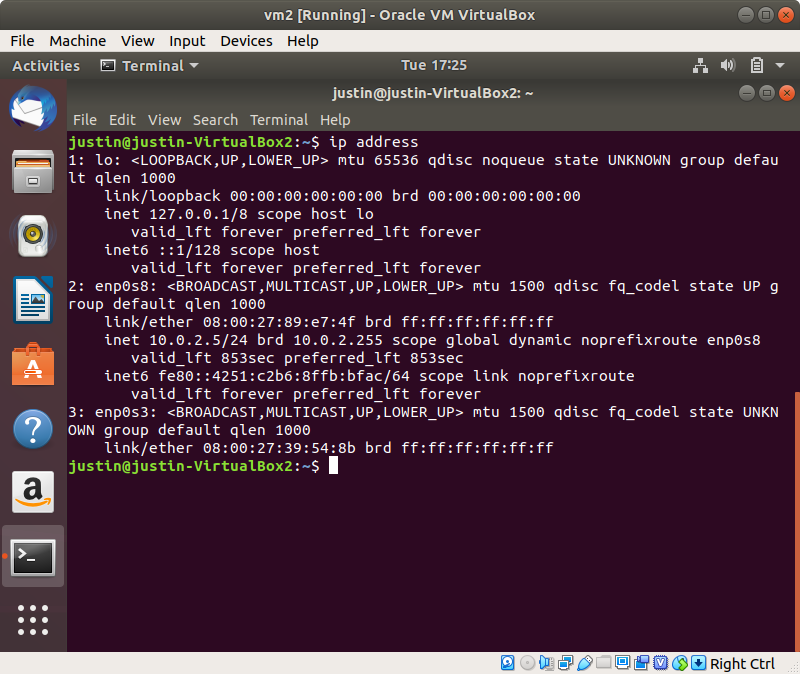 vm2 [Running] - Oracle VM VirtualBox
File Machine View Input Devices Help
Activities Terminal Tue 17:25
justin@justin-VirtualBox2: ~
File Edit View Search Terminal Help
justin@justin-VirtualBox2:~$ ip address
1: lo: <LOOPBACK,UP,LOWER_UP> mtu 65536 qdisc noqueue state UNKNOWN group defau
lt qlen 1000
    link/loopback 00:00:00:00:00:00 brd 00:00:00:00:00:00
    inet 127.0.0.1/8 scope host lo
       valid_lft forever preferred_lft forever
    inet6 ::1/128 scope host
       valid_lft forever preferred_lft forever
2: enp0s8: <BROADCAST,MULTICAST,UP,LOWER_UP> mtu 1500 qdisc fq_codel state UP g
roup default qlen 1000
    link/ether 08:00:27:89:e7:4f brd ff:ff:ff:ff:ff:ff
    inet 10.0.2.5/24 brd 10.0.2.255 scope global dynamic noprefixroute enp0s8
       valid_lft 853sec preferred_lft 853sec
    inet6 fe80::4251:c2b6:8ffb:bfac/64 scope link noprefixroute
       valid_lft forever preferred_lft forever
3: enp0s3: <BROADCAST,MULTICAST,UP,LOWER_UP> mtu 1500 qdisc fq_codel state UNKN
OWN group default qlen 1000
    link/ether 08:00:27:39:54:8b brd ff:ff:ff:ff:ff:ff
justin@justin-VirtualBox2:~$
Right Ctrl